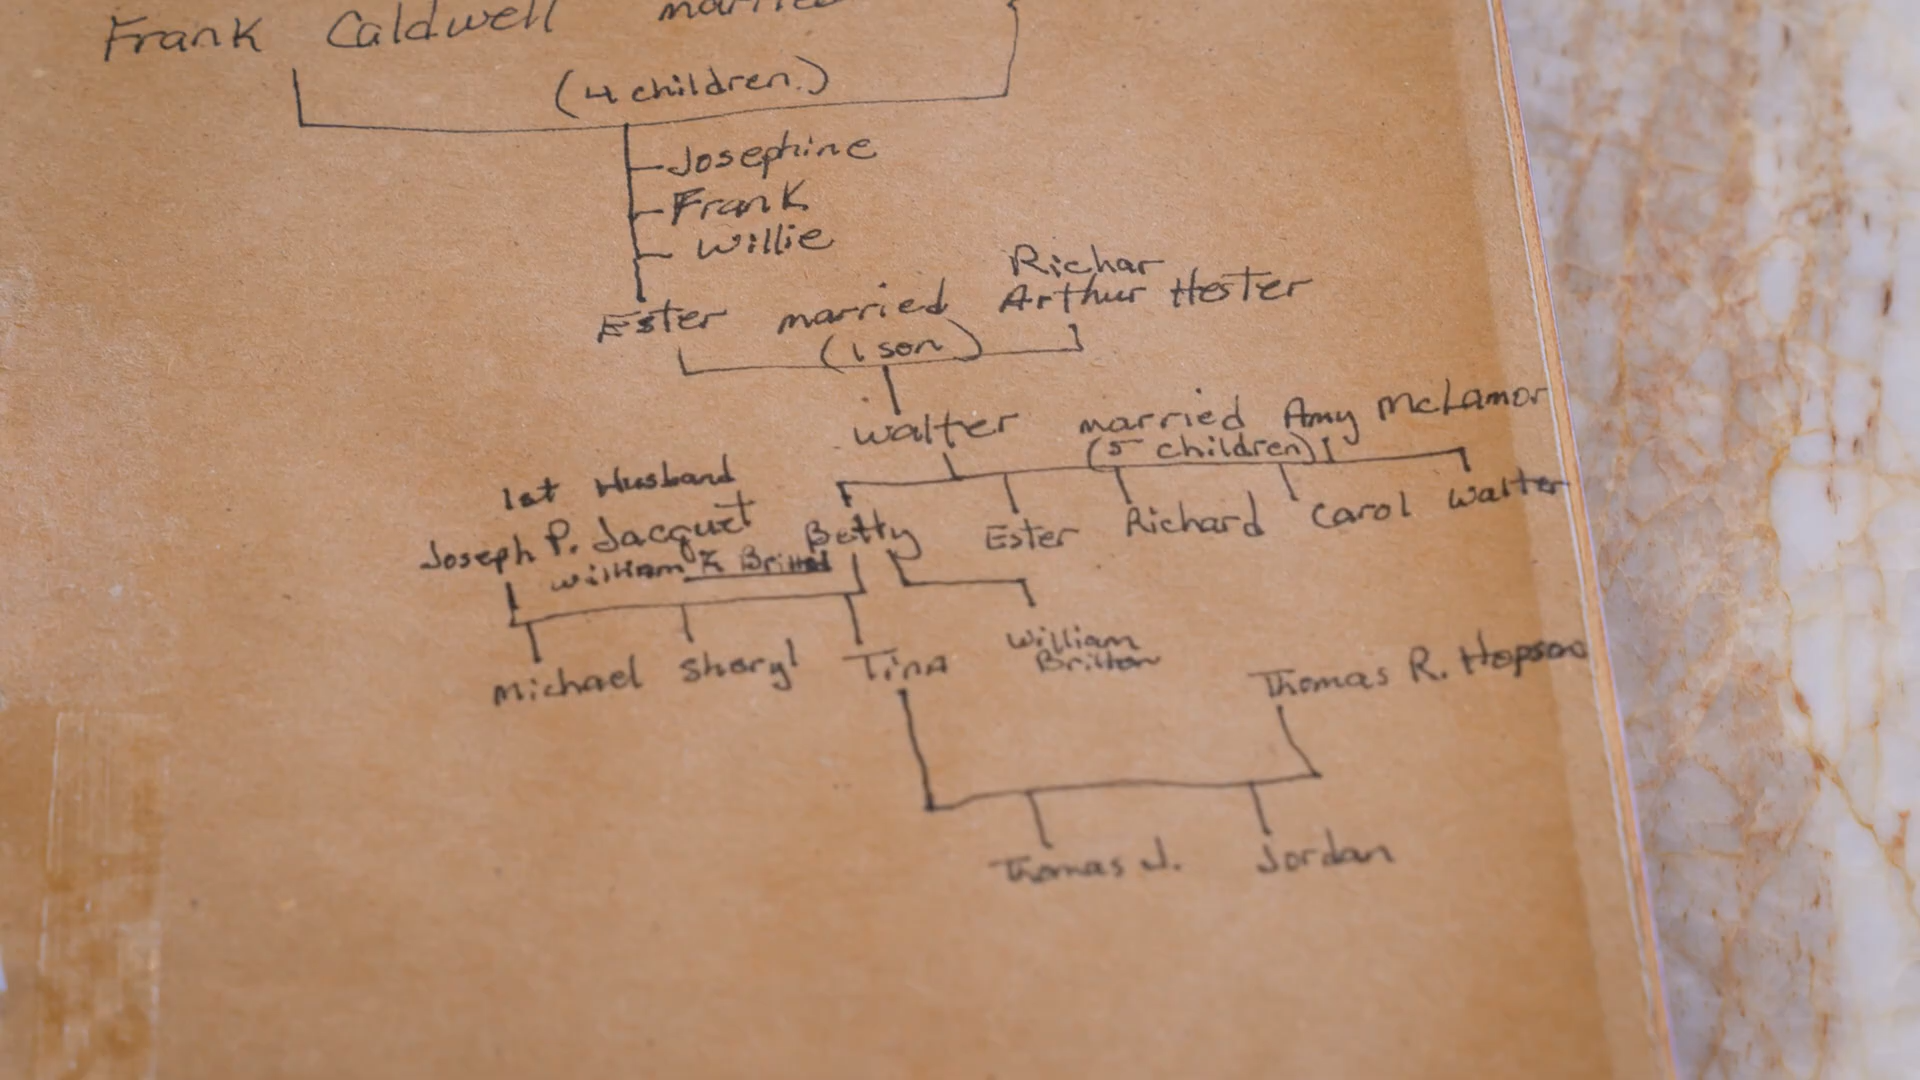 Frank Caldwell married
(4 children.)
Josephine
Frank
Willie
Richar
Ester married Arthur Hester
(1 son)
Walter married Amy McLamor
(5 children)
1st Husband
Joseph P. Jacquet
Betty Ester Richard Carol Walter
William
Michael Sheryl Tina
William
Britton
Thomas R. Hopson
Thomas J. Jordan